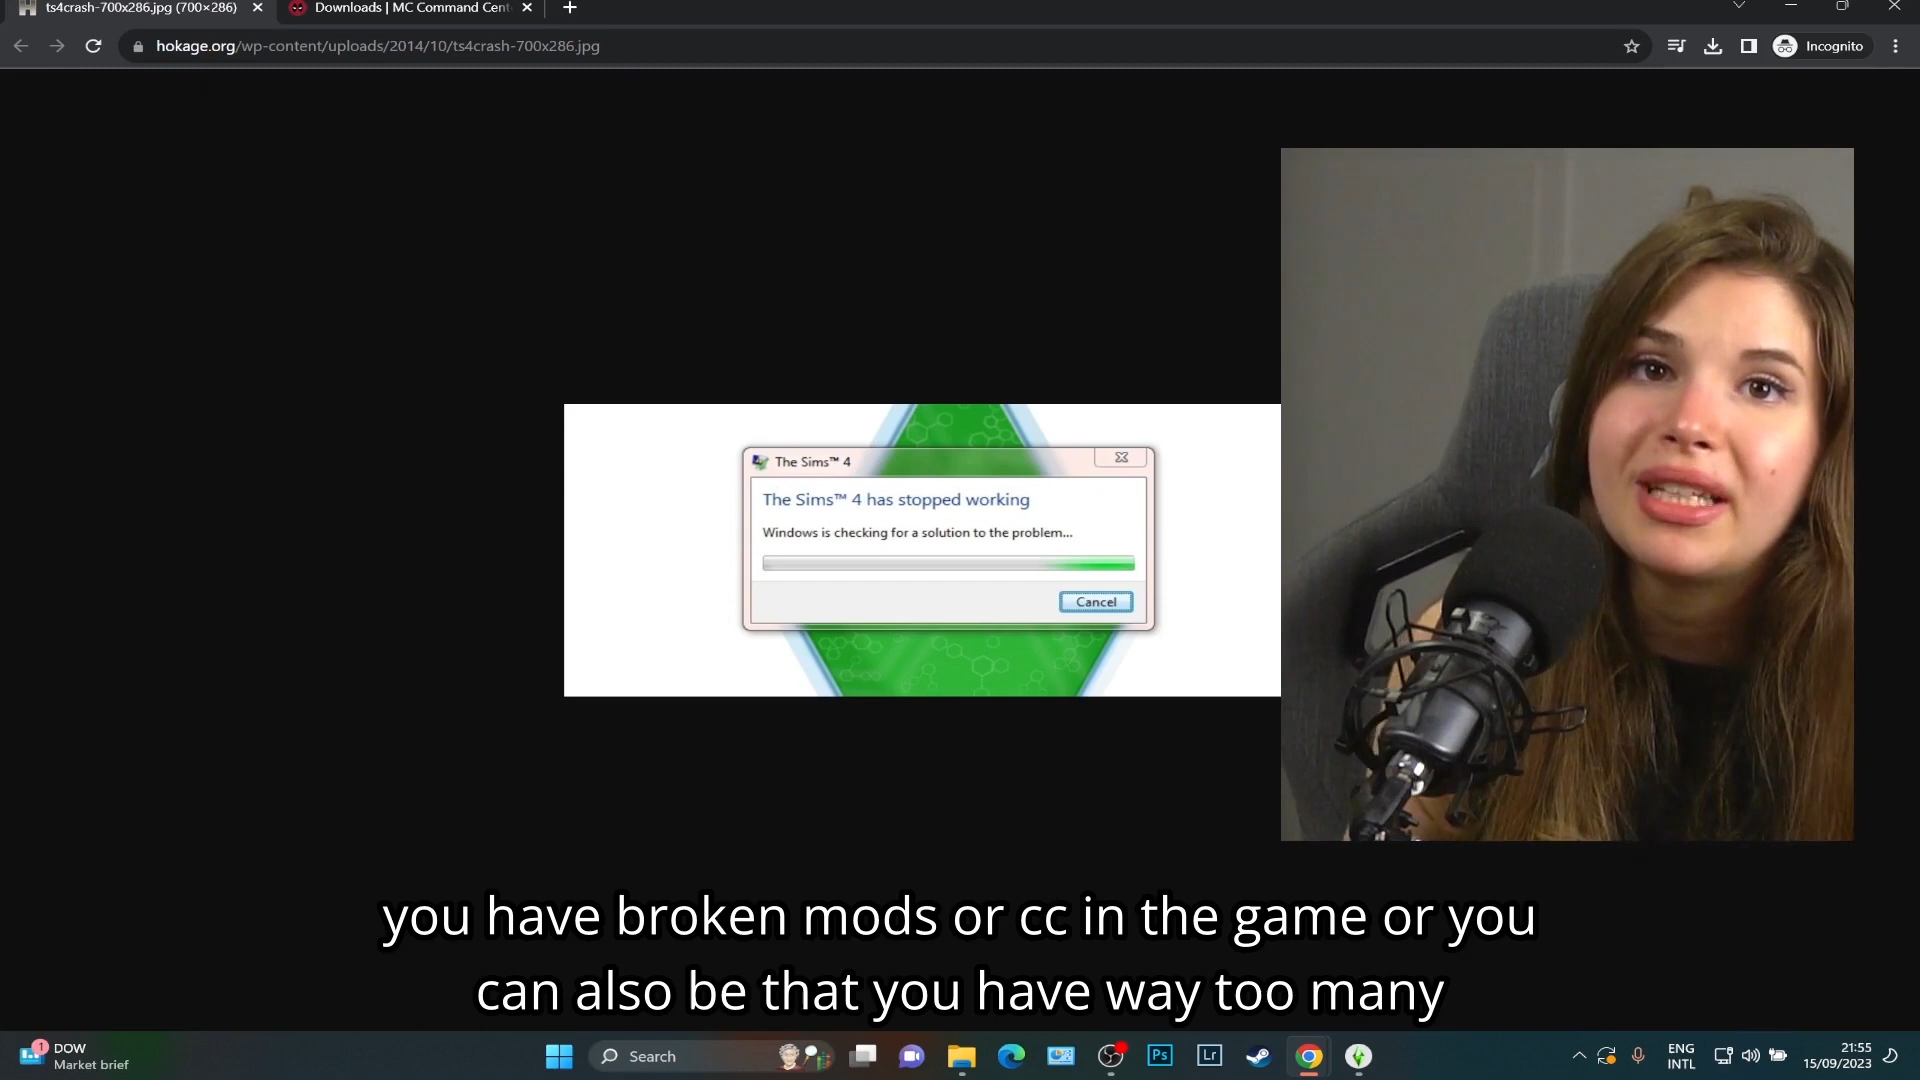 ts4crash-700x286.jpg (700×286)
Downloads | MC Command Cent
hokage.org/wp-content/uploads/2014/10/ts4crash-700x286.jpg
Incognito
The Sims™ 4
The Sims™ 4 has stopped working
Windows is checking for a solution to the problem...
Cancel
you have broken mods or cc in the game or you
can also be that you have way too many
1
DOW
Market brief
Search
Ps
Lr
ENG
INTL
21:55
15/09/2023